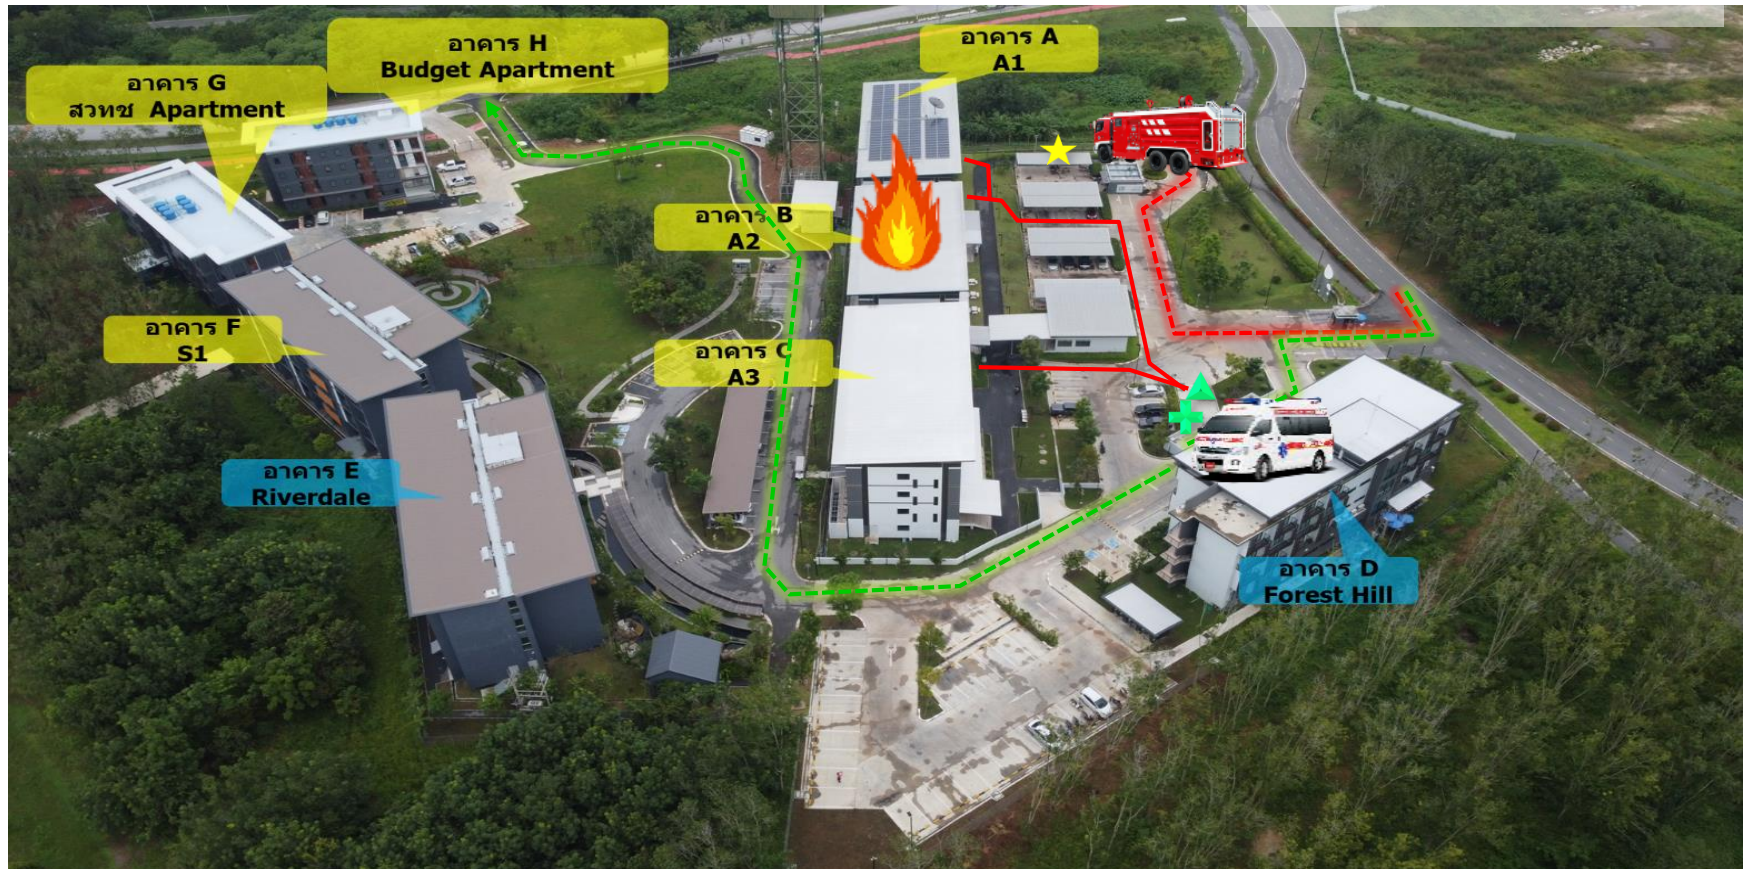 อาคาร H
Budget Apartment
อาคาร A
A1
อาคาร G
สวทช Apartment
อาคาร B
A2
อาคาร F
S1
อาคาร C
A3
อาคาร E
Riverdale
อาคาร D
Forest Hill